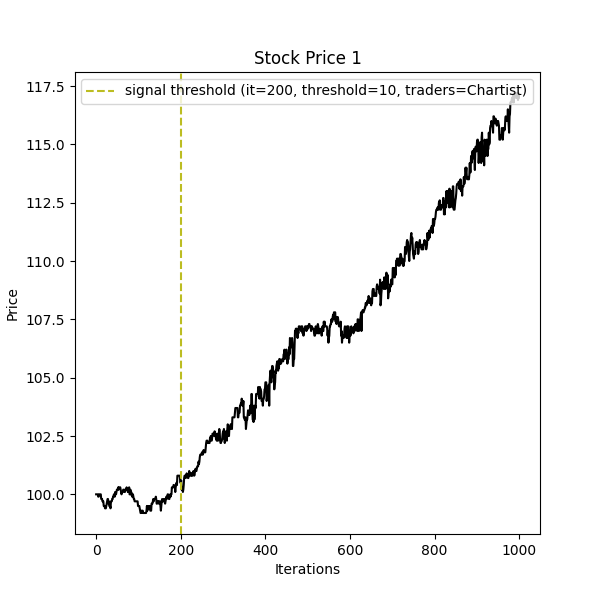 Stock Price 1
signal threshold (it=200, threshold=10, traders=Chartist)
117.5
115.0
112.5
110.0
107.5
105.0
102.5
100.0
Price
0 200 400 600 800 1000
Iterations